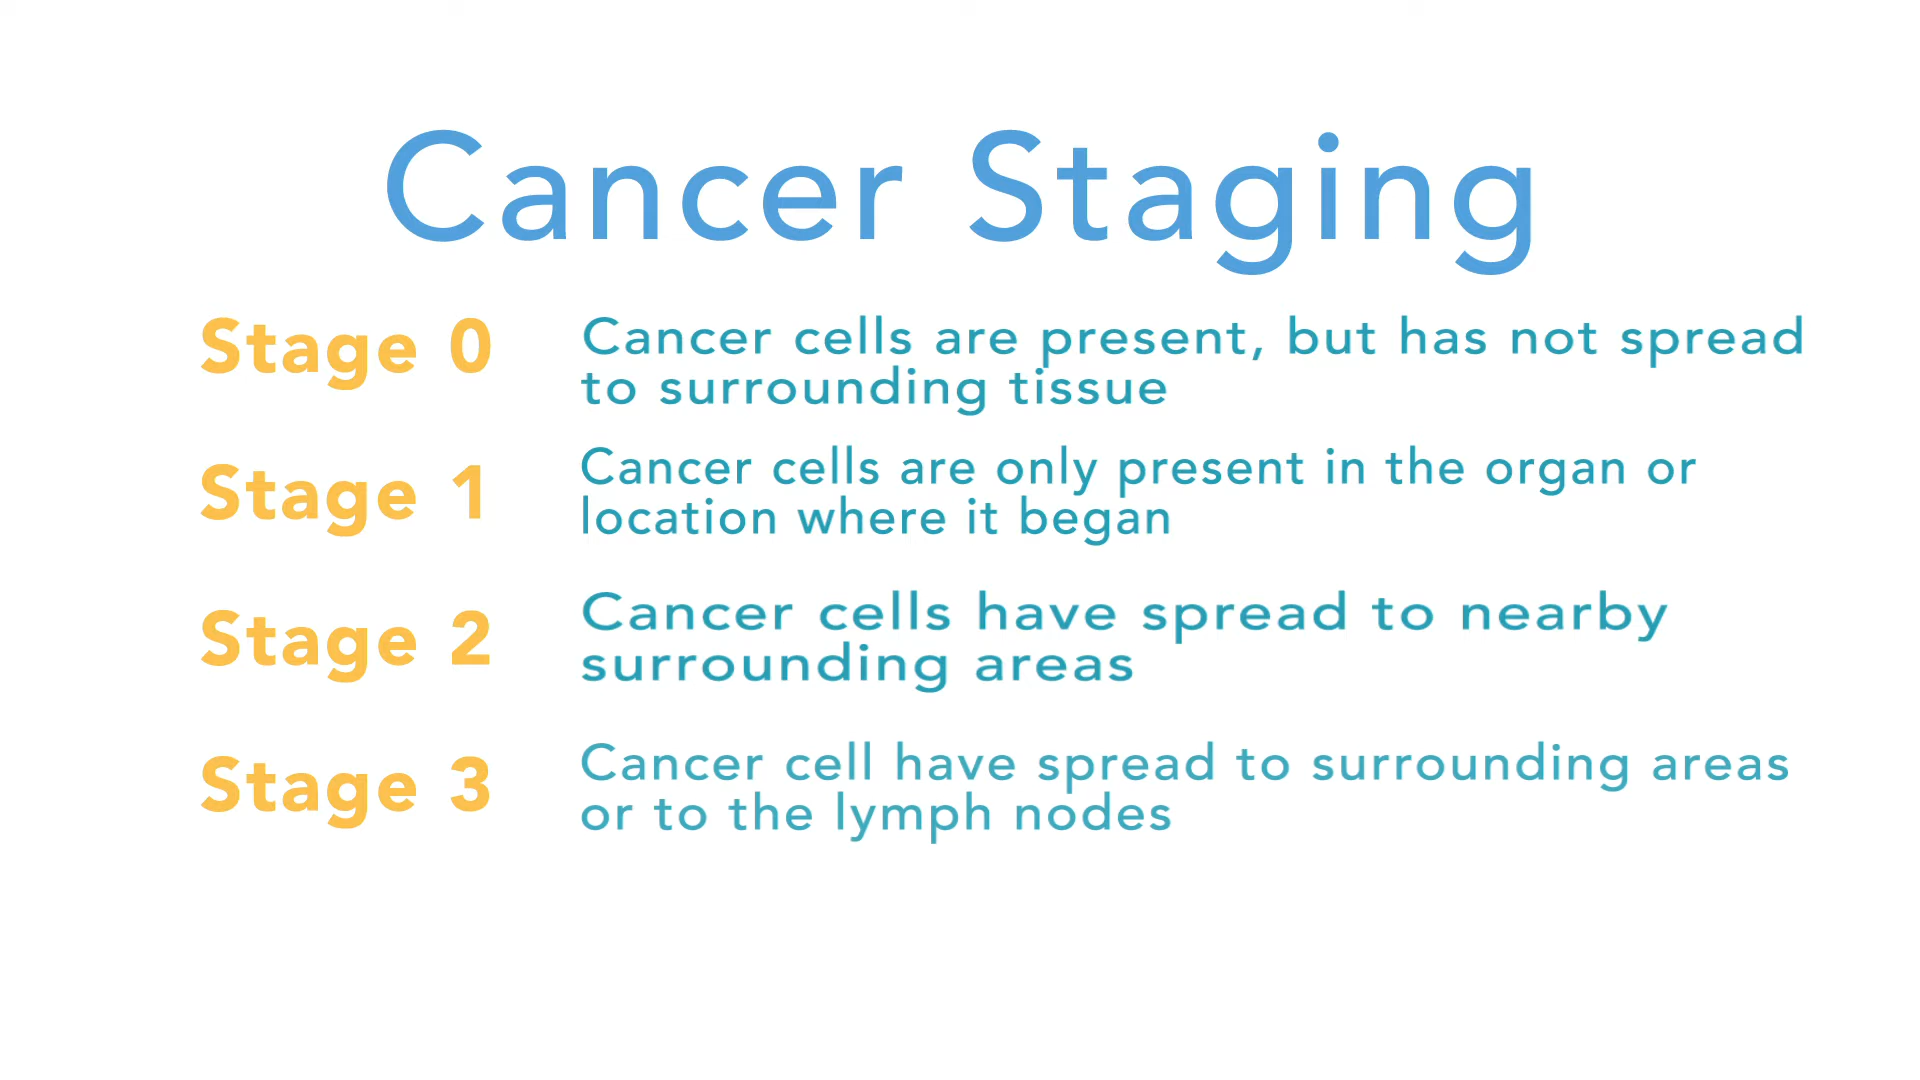 Cancer Staging
Stage 0
Cancer cells are present, but has not spread
to surrounding tissue
Stage 1
Cancer cells are only present in the organ or
location where it began
Stage 2
Cancer cells have spread to nearby
surrounding areas
Stage 3
Cancer cell have spread to surrounding areas
or to the lymph nodes